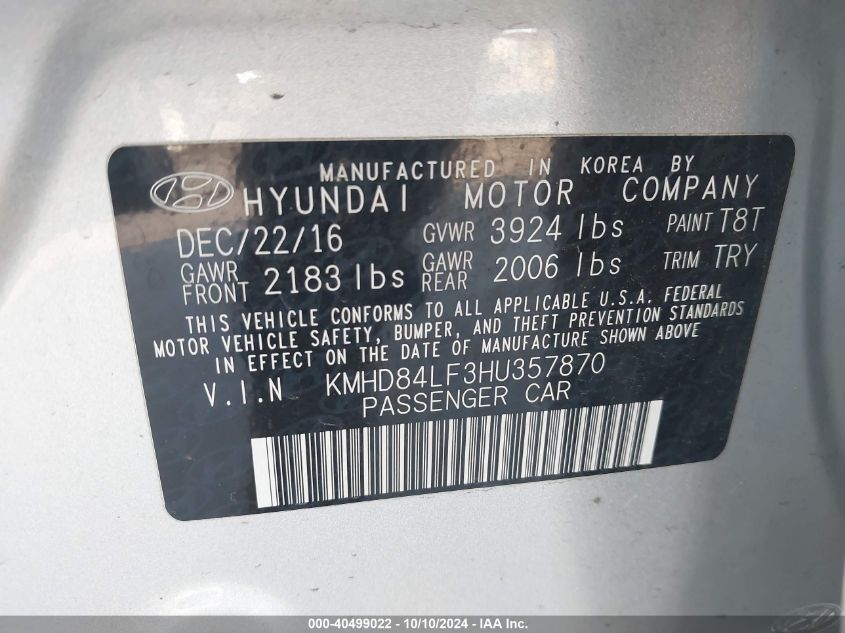 MANUFACTURED IN KOREA BY
HYUNDAI MOTOR COMPANY
DEC/22/16 GVWR 3924 lbs PAINT T8T
GAWR FRONT 2183 lbs GAWR REAR 2006 lbs TRIM TRY
THIS VEHICLE CONFORMS TO ALL APPLICABLE U.S.A. FEDERAL
MOTOR VEHICLE SAFETY, BUMPER, AND THEFT PREVENTION STANDARDS
IN EFFECT ON THE DATE OF MANUFACTURE SHOWN ABOVE
V.I.N KMHD84LF3HU357870
PASSENGER CAR
000-40499022 - 10/10/2024 - IAA Inc.